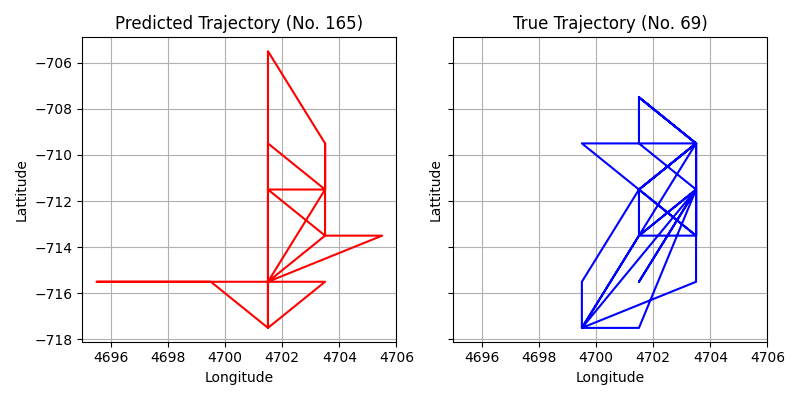 Predicted Trajectory (No. 165)
True Trajectory (No. 69)
−706
−708
−710
−712
−714
−716
−718
Lattitude
Lattitude
4696 4698 4700 4702 4704 4706
4696 4698 4700 4702 4704 4706
Longitude
Longitude